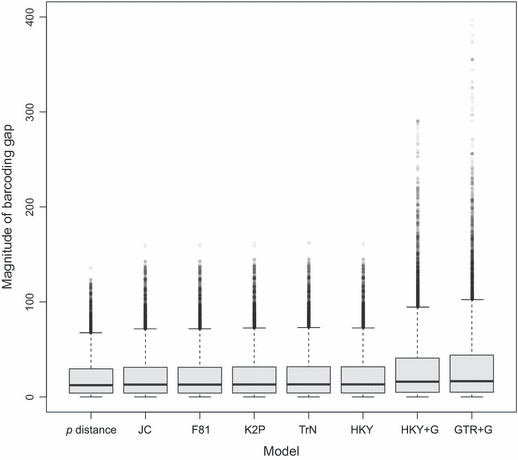 Magnitude of barcoding gap
400
300
200
100
0
p distance JC F81 K2P TrN HKY HKY+G GTR+G
Model